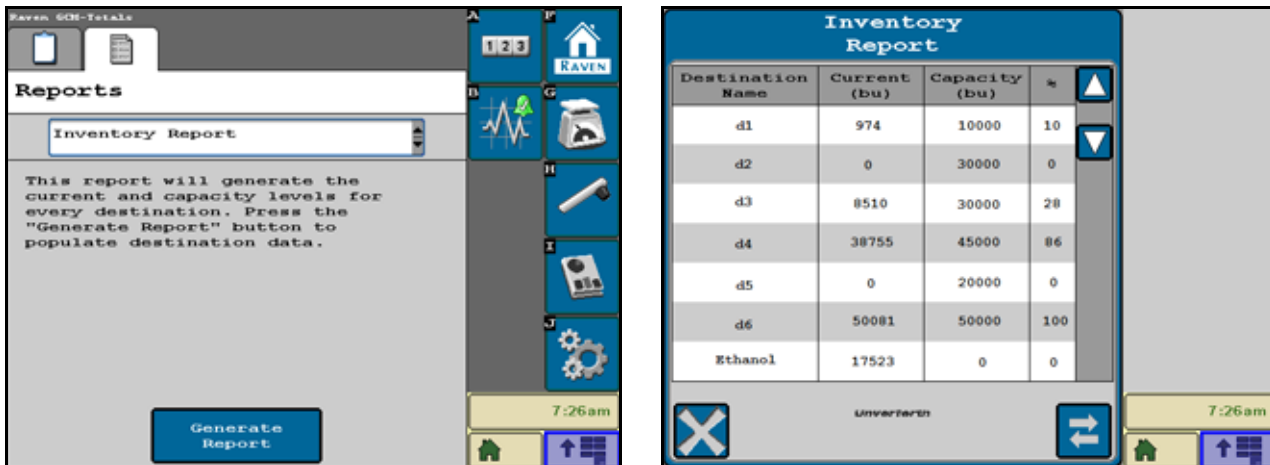 Raven GCM-Totals
Reports
Inventory Report
This report will generate the
current and capacity levels for
every destination. Press the
"Generate Report" button to
populate destination data.
Generate
Report
A
1 2 3
F
RAVEN
B
G
H
I
J
7:26am
Inventory
Report
Destination Name Current (bu) Capacity (bu) %
d1 974 10000 10
d2 0 30000 0
d3 8510 30000 28
d4 38755 45000 86
d5 0 20000 0
d6 50081 50000 100
Ethanol 17523 0 0
Unverferth
7:26am